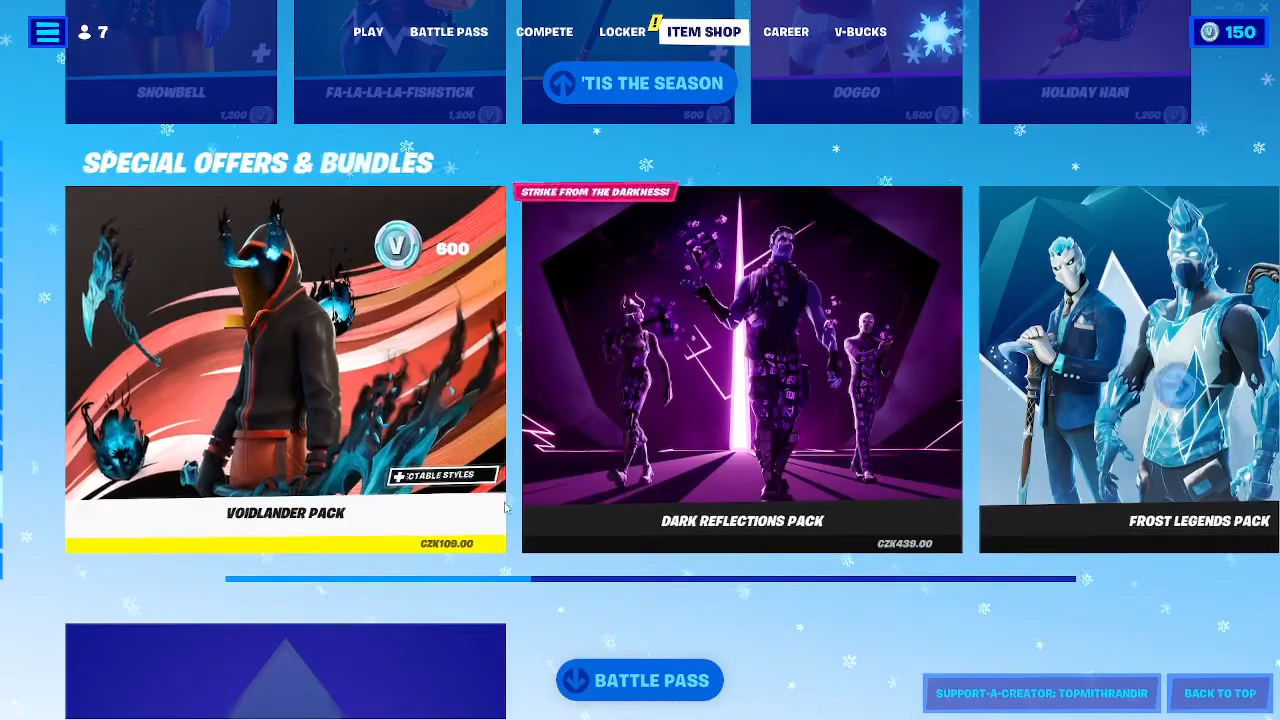 7
PLAY
BATTLE PASS
COMPETE
LOCKER
ITEM SHOP
CAREER
V-BUCKS
150
'TIS THE SEASON
SNOWBELL
FA-LA-LA-LA-FISHSTICK
DOGGO
HOLIDAY HAM
1,200
1,200
500
1,500
1,200
SPECIAL OFFERS & BUNDLES
V 600
CTABLE STYLES
VOIDLANDER PACK
CZK109.00
STRIKE FROM THE DARKNESS!
DARK REFLECTIONS PACK
CZK439.00
FROST LEGENDS PACK
BATTLE PASS
SUPPORT-A-CREATOR: TOPMITHRANDIR
BACK TO TOP